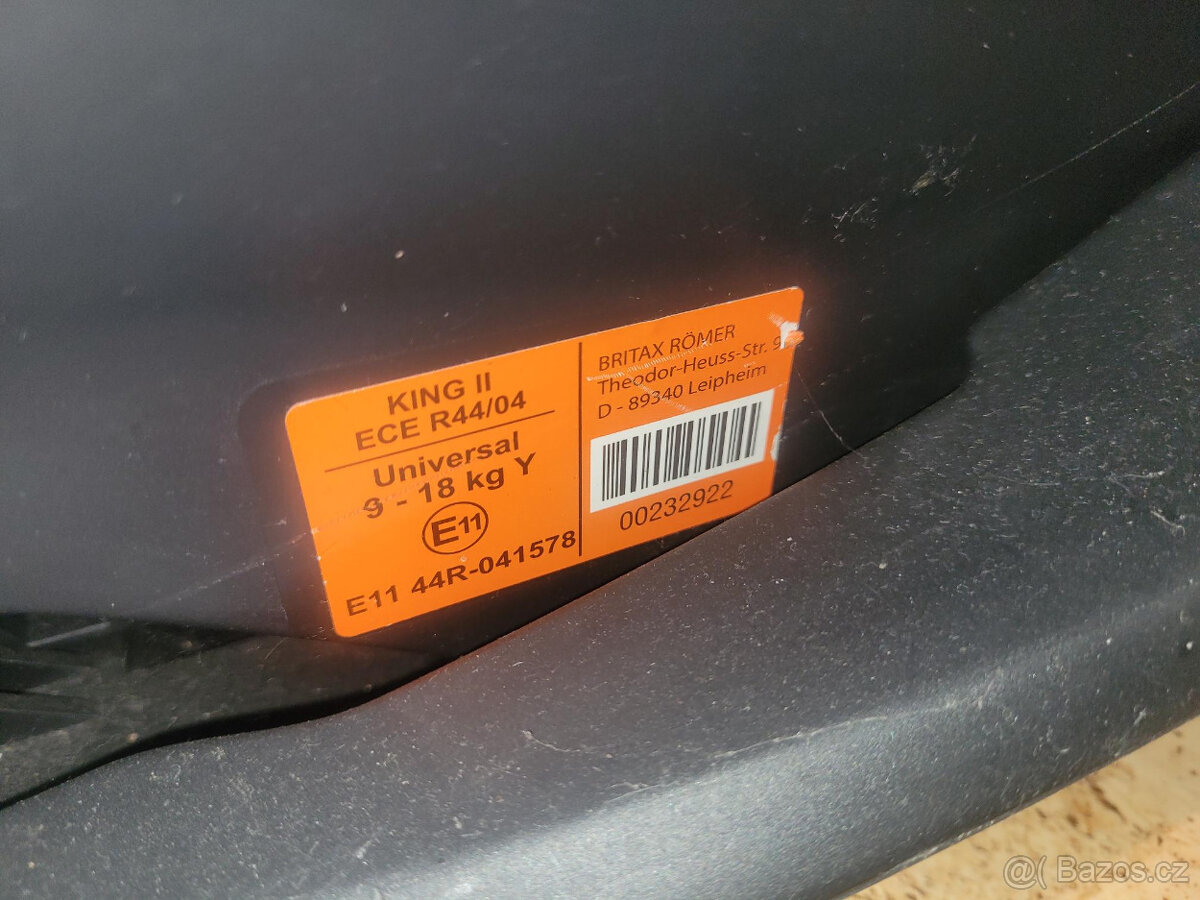 KING II
ECE R44/04
Universal
9 - 18 kg Y
E11
E11 44R-041578
BRITAX RÖMER
Theodor-Heuss-Str. 9
D - 89340 Leipheim
00232922
@( Bazos.cz